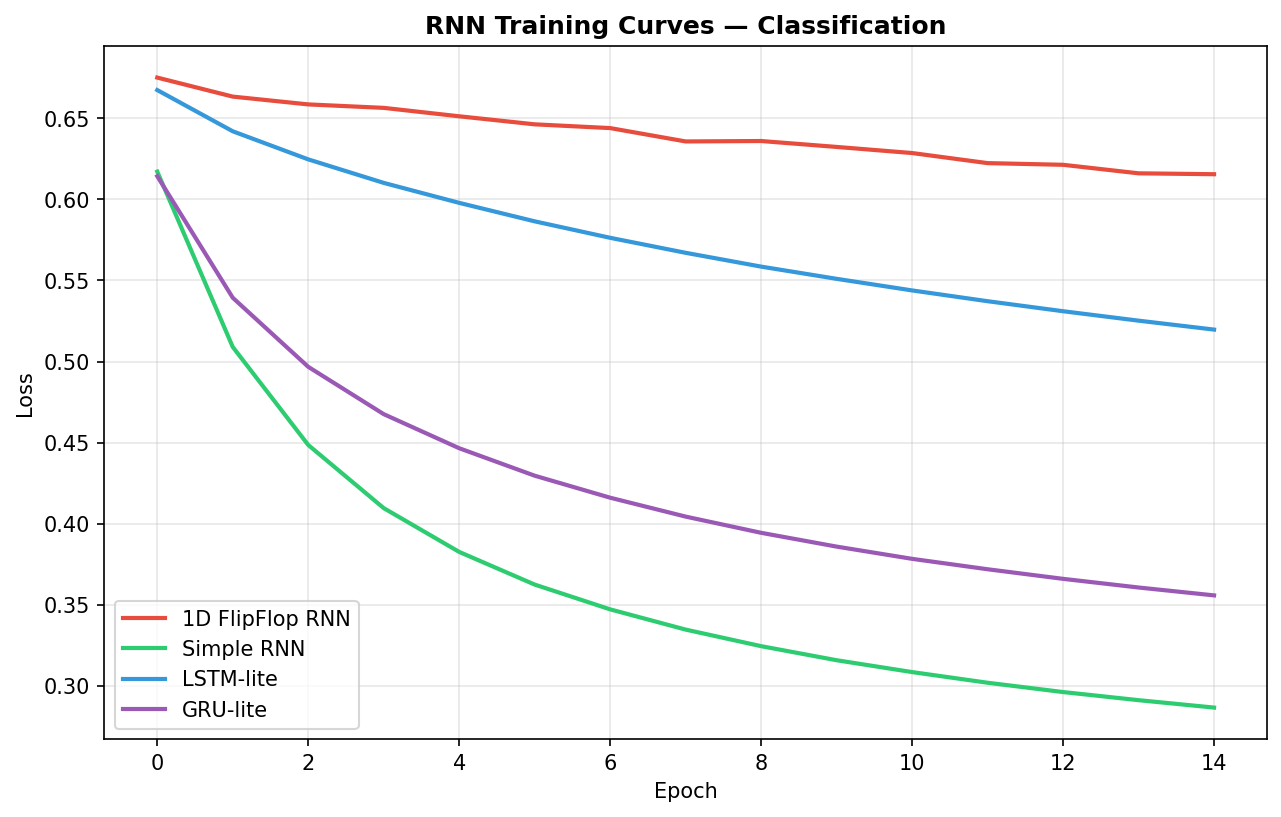 RNN Training Curves — Classification
Loss
0.65
0.60
0.55
0.50
0.45
0.40
0.35
0.30
1D FlipFlop RNN
Simple RNN
LSTM-lite
GRU-lite
0 2 4 6 8 10 12 14
Epoch